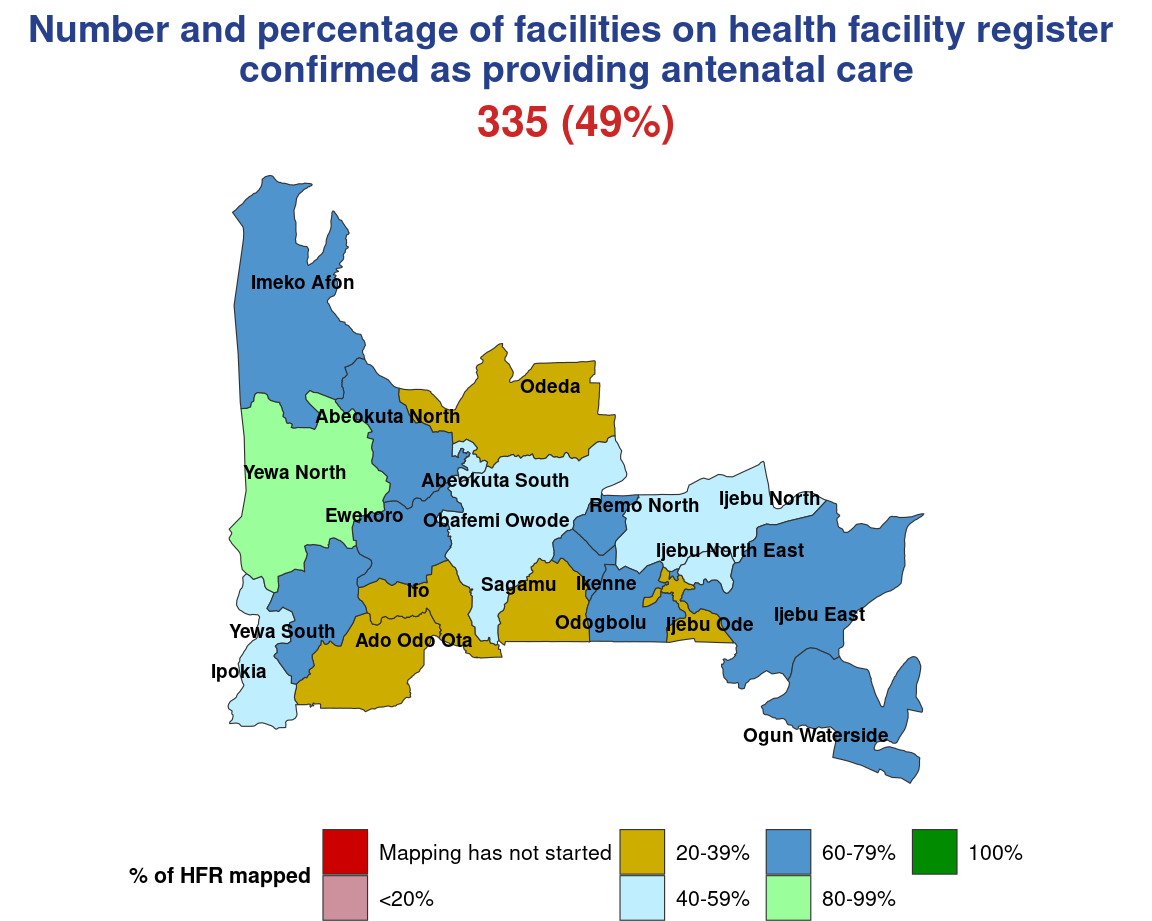 Number and percentage of facilities on health facility register
confirmed as providing antenatal care
335 (49%)
Imeko Afon
Odeda
Abeokuta North
Yewa North
Abeokuta South
Ijebu North
Remo North
Ewekoro
Obafemi Owode
Ijebu North East
Sagamu
Ikenne
Ifo
Ijebu East
Odogbolu
Ijebu Ode
Yewa South
Ado Odo Ota
Ipokia
Ogun Waterside
% of HFR mapped
Mapping has not started
<20%
20-39%
40-59%
60-79%
80-99%
100%